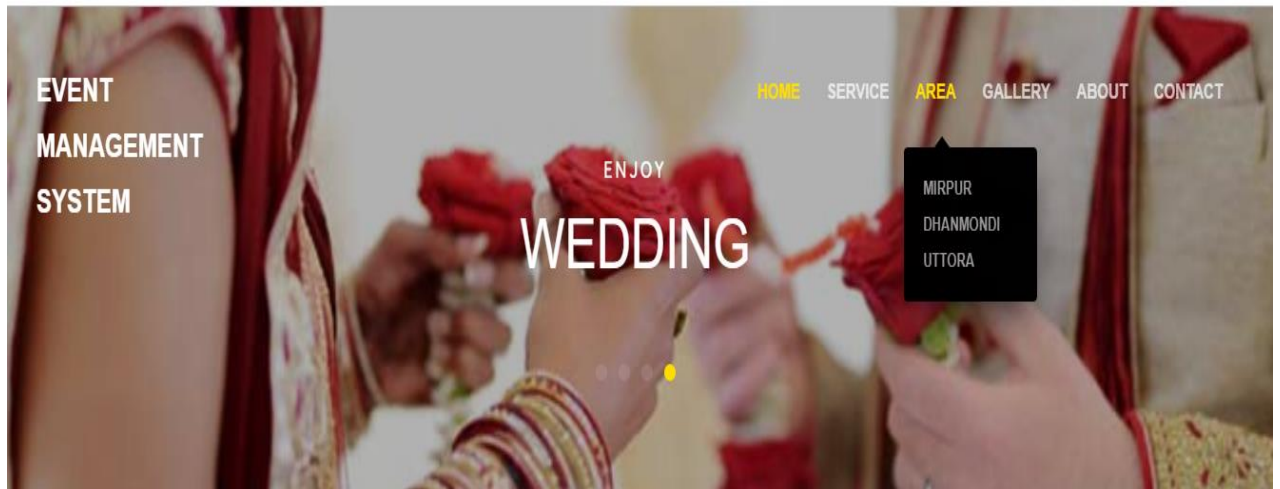 EVENT
MANAGEMENT
SYSTEM
HOME SERVICE AREA GALLERY ABOUT CONTACT
MIRPUR
DHANMONDI
UTTORA
ENJOY
WEDDING